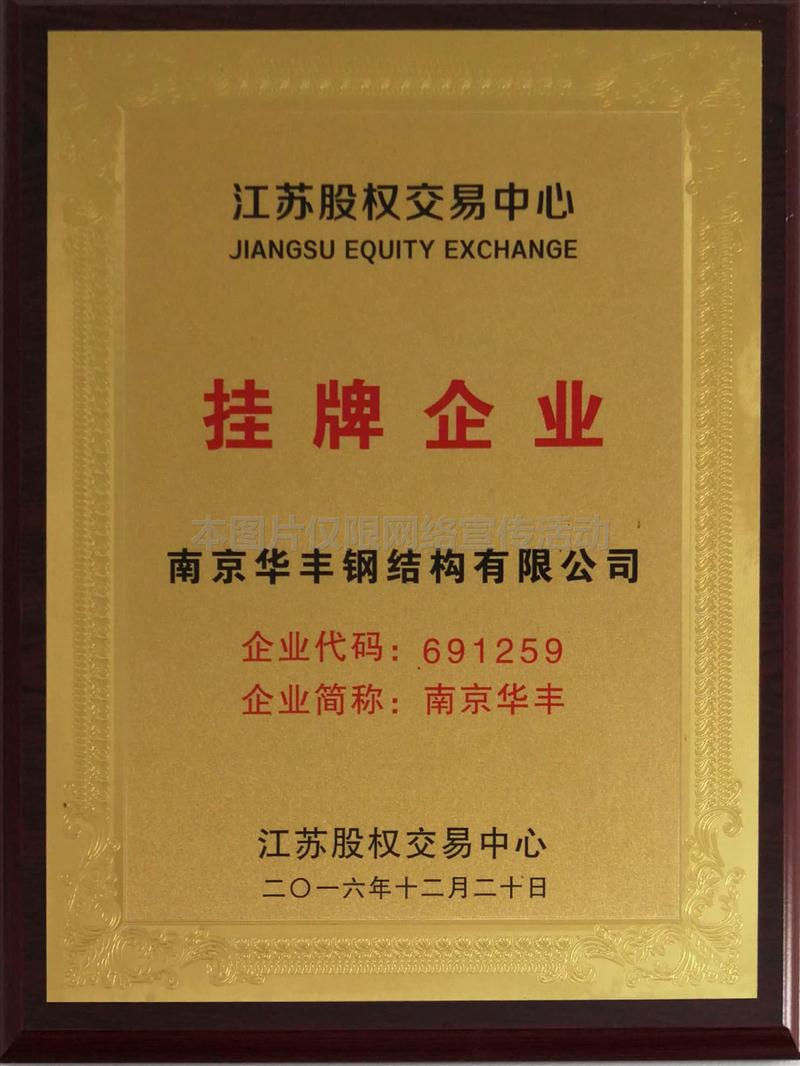 江苏股权交易中心
JIANGSU EQUITY EXCHANGE
挂牌企业
本图片仅限网络宣传活动
南京华丰钢结构有限公司
企业代码：691259
企业简称：南京华丰
江苏股权交易中心
二〇一六年十二月二十日